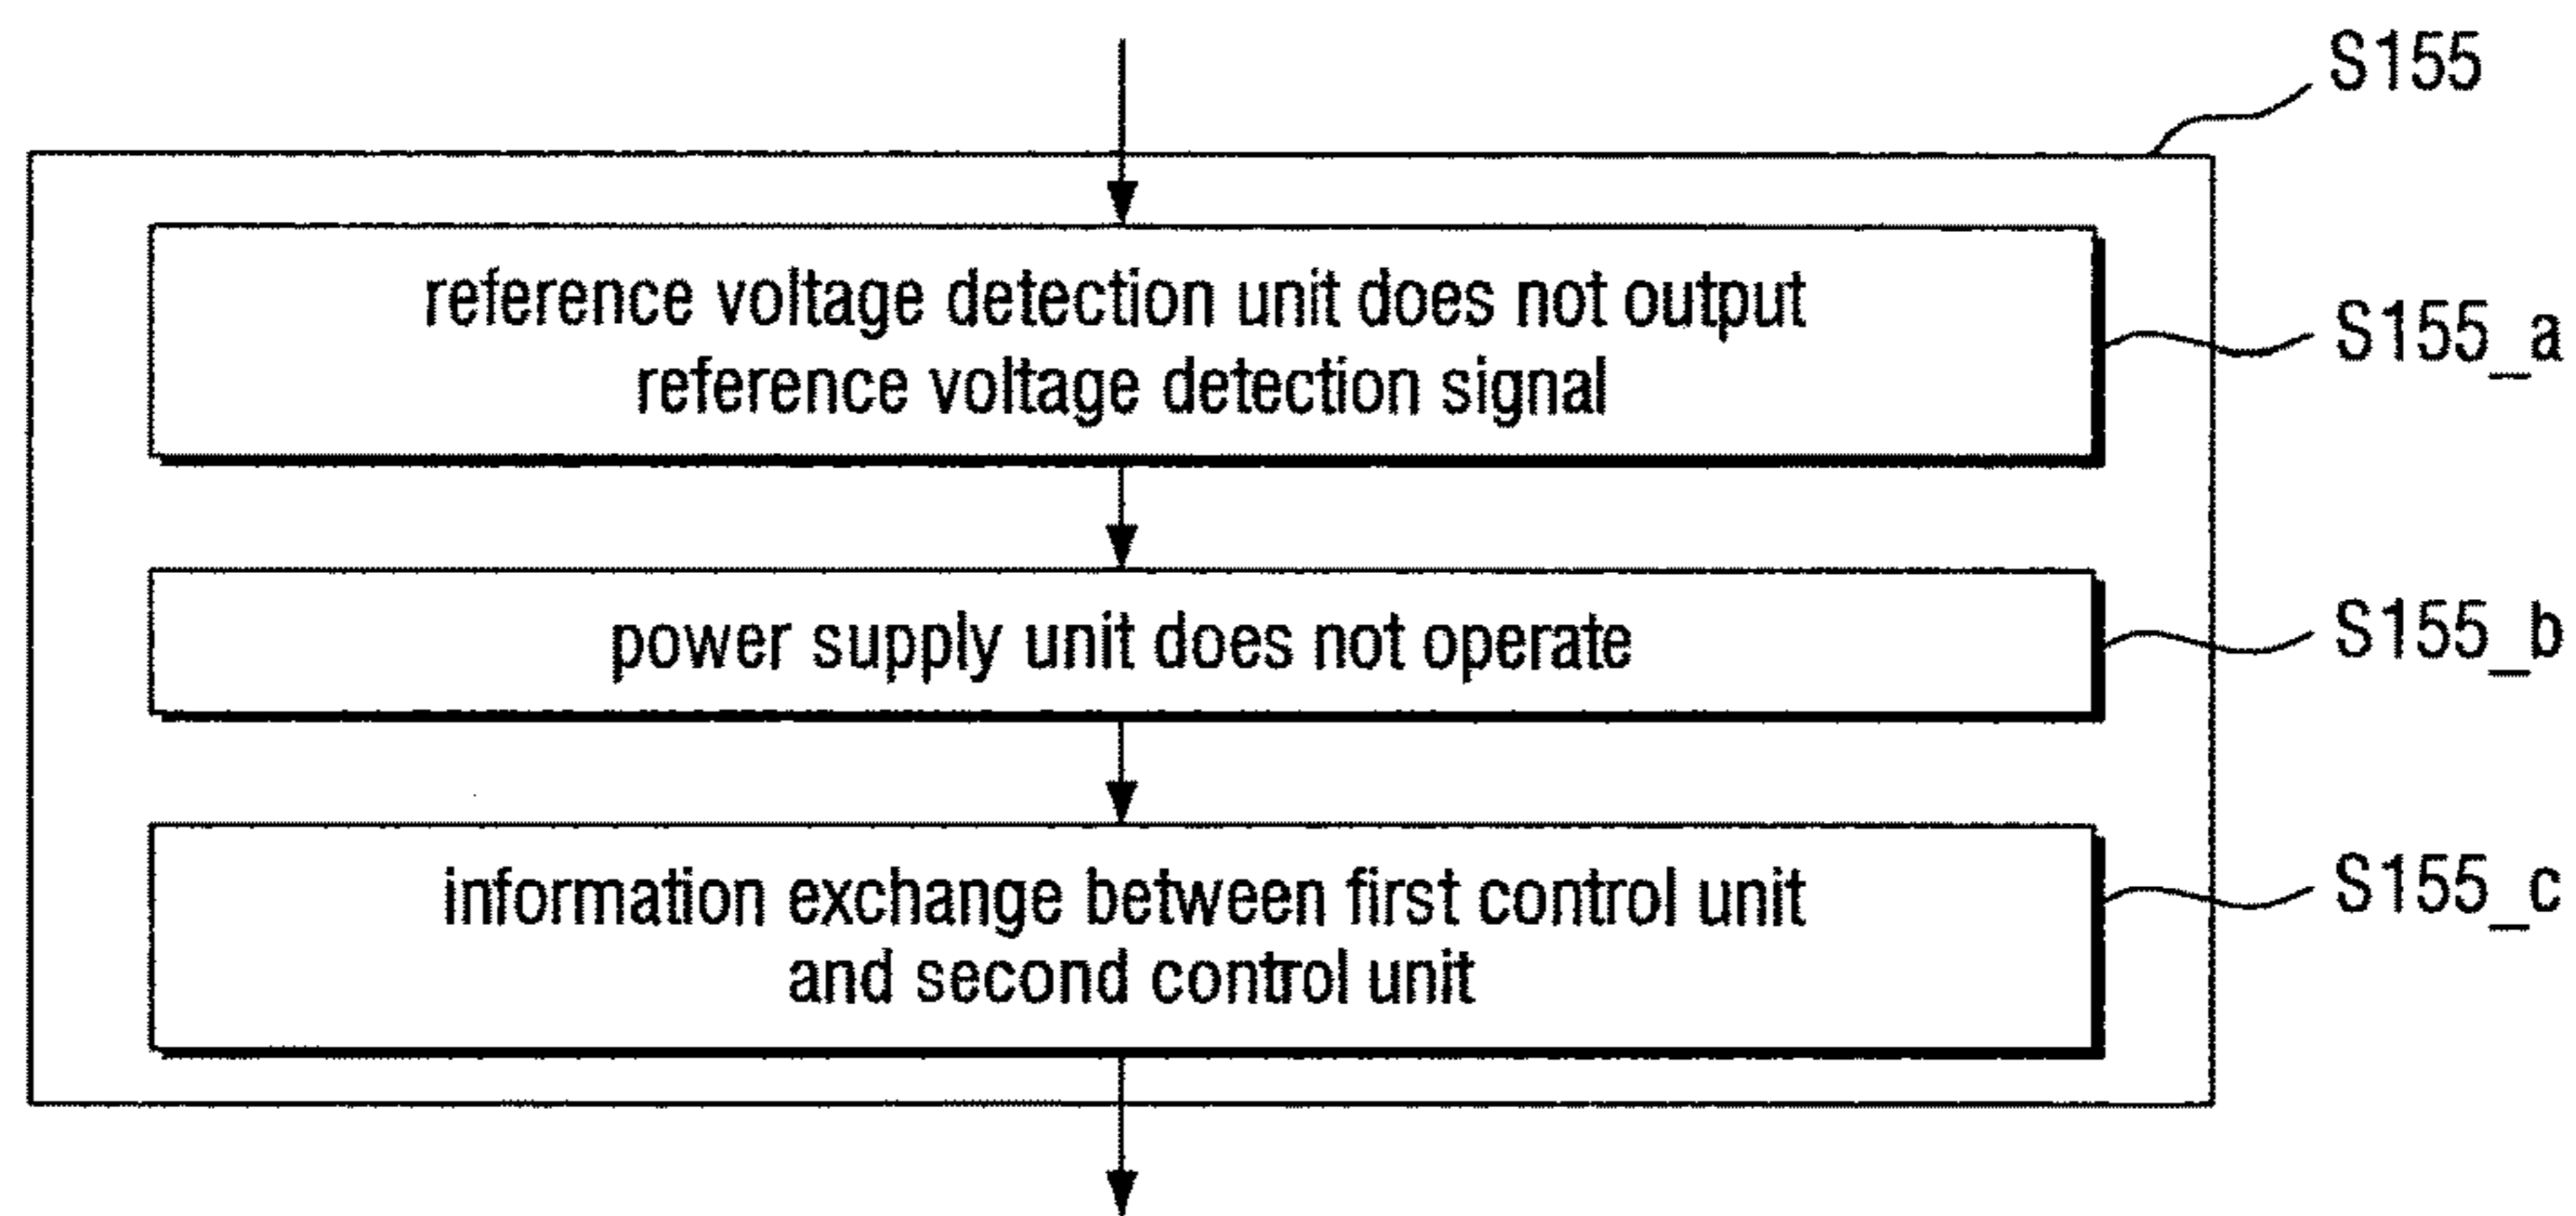 S155
reference voltage detection unit does not output
reference voltage detection signal
S155_a
power supply unit does not operate
S155_b
information exchange between first control unit
and second control unit
S155_c